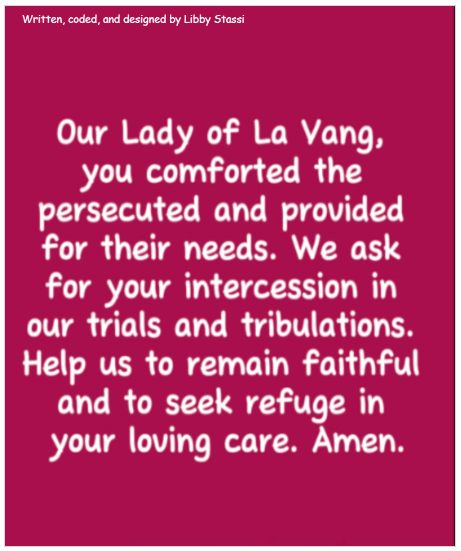 Written, coded, and designed by Libby Stassi
Our Lady of La Vang,
you comforted the
persecuted and provided
for their needs. We ask
for your intercession in
our trials and tribulations.
Help us to remain faithful
and to seek refuge in
your loving care. Amen.